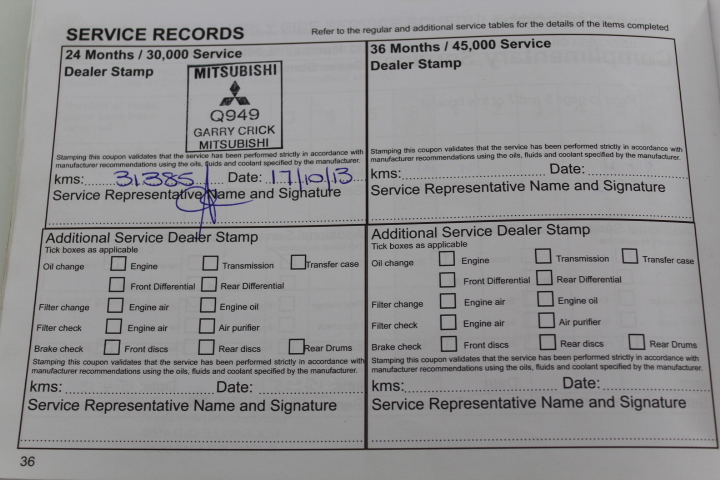 SERVICE RECORDS Refer to the regular and additional service tables for the details of the items completed
24 Months / 30,000 Service
Dealer Stamp
MITSUBISHI
Q949
GARRY CRICK
MITSUBISHI
Stamping this coupon validates that the service has been performed strictly in accordance with
manufacturer recommendations using the oils, fluids and coolant specified by the manufacturer.
kms: 31385 Date: 17/10/13
Service Representative Name and Signature
Additional Service Dealer Stamp
Tick boxes as applicable
Oil change Engine Transmission Transfer case
Front Differential Rear Differential
Filter change Engine air Engine oil
Filter check Engine air Air purifier
Brake check Front discs Rear discs Rear Drums
Stamping this coupon validates that the service has been performed strictly in accordance with
manufacturer recommendations using the oils, fluids and coolant specified by the manufacturer.
kms: Date:
Service Representative Name and Signature
36 Months / 45,000 Service
Dealer Stamp
Stamping this coupon validates that the service has been performed strictly in accordance with
manufacturer recommendations using the oils, fluids and coolant specified by the manufacturer.
kms: Date:
Service Representative Name and Signature
Additional Service Dealer Stamp
Tick boxes as applicable
Oil change Engine Transmission Transfer case
Front Differential Rear Differential
Filter change Engine air Engine oil
Filter check Engine air Air purifier
Brake check Front discs Rear discs Rear Drums
Stamping this coupon validates that the service has been performed strictly in accordance with
manufacturer recommendations using the oils, fluids and coolant specified by the manufacturer.
kms: Date:
Service Representative Name and Signature
36